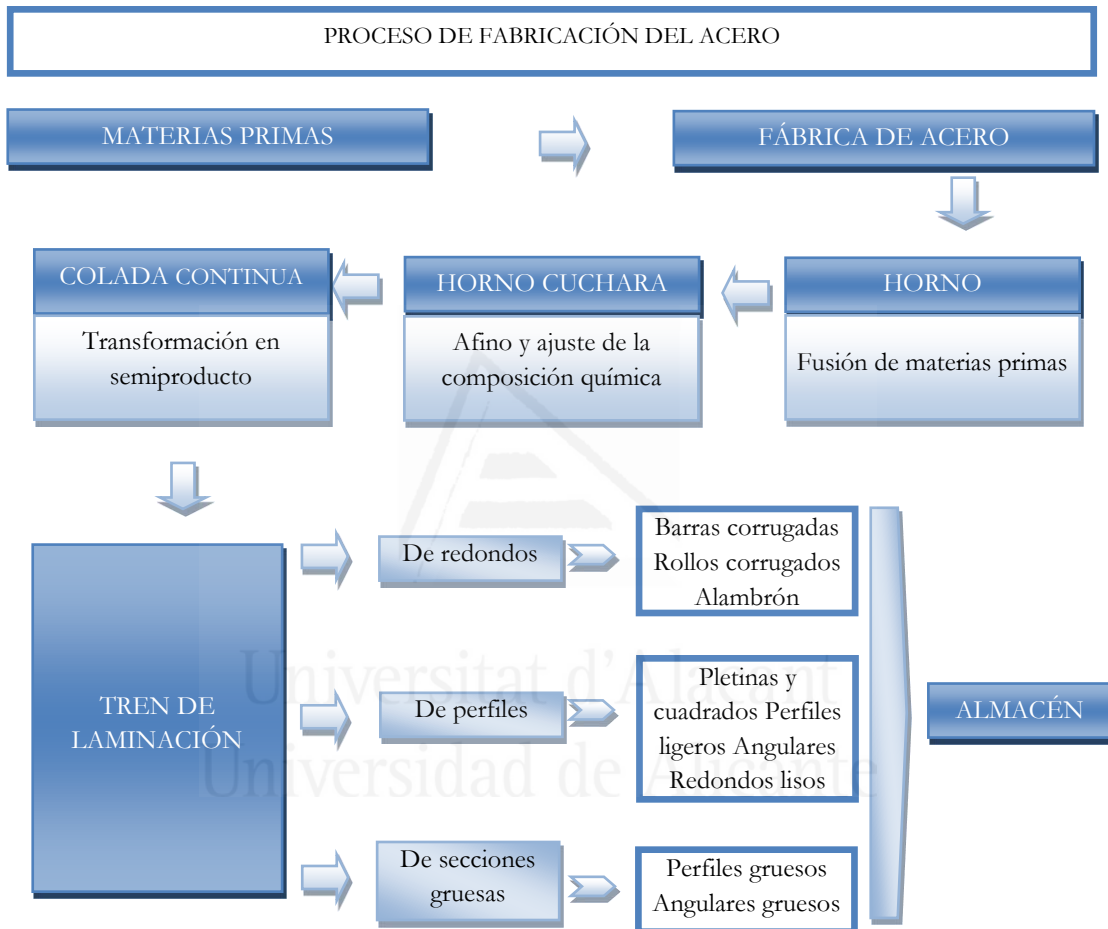 PROCESO DE FABRICACIÓN DEL ACERO
MATERIAS PRIMAS
FÁBRICA DE ACERO
COLADA CONTINUA
Transformación en
semiproducto
HORNO CUCHARA
Afino y ajuste de la
composición química
HORNO
Fusión de materias primas
TREN DE
LAMINACIÓN
De redondos
Barras corrugadas
Rollos corrugados
Alambrón
De perfiles
Pletinas y
cuadrados Perfiles
ligeros Angulares
Redondos lisos
De secciones
gruesas
Perfiles gruesos
Angulares gruesos
ALMACÉN
Universitat d'Alacant
Universidad de Alicante